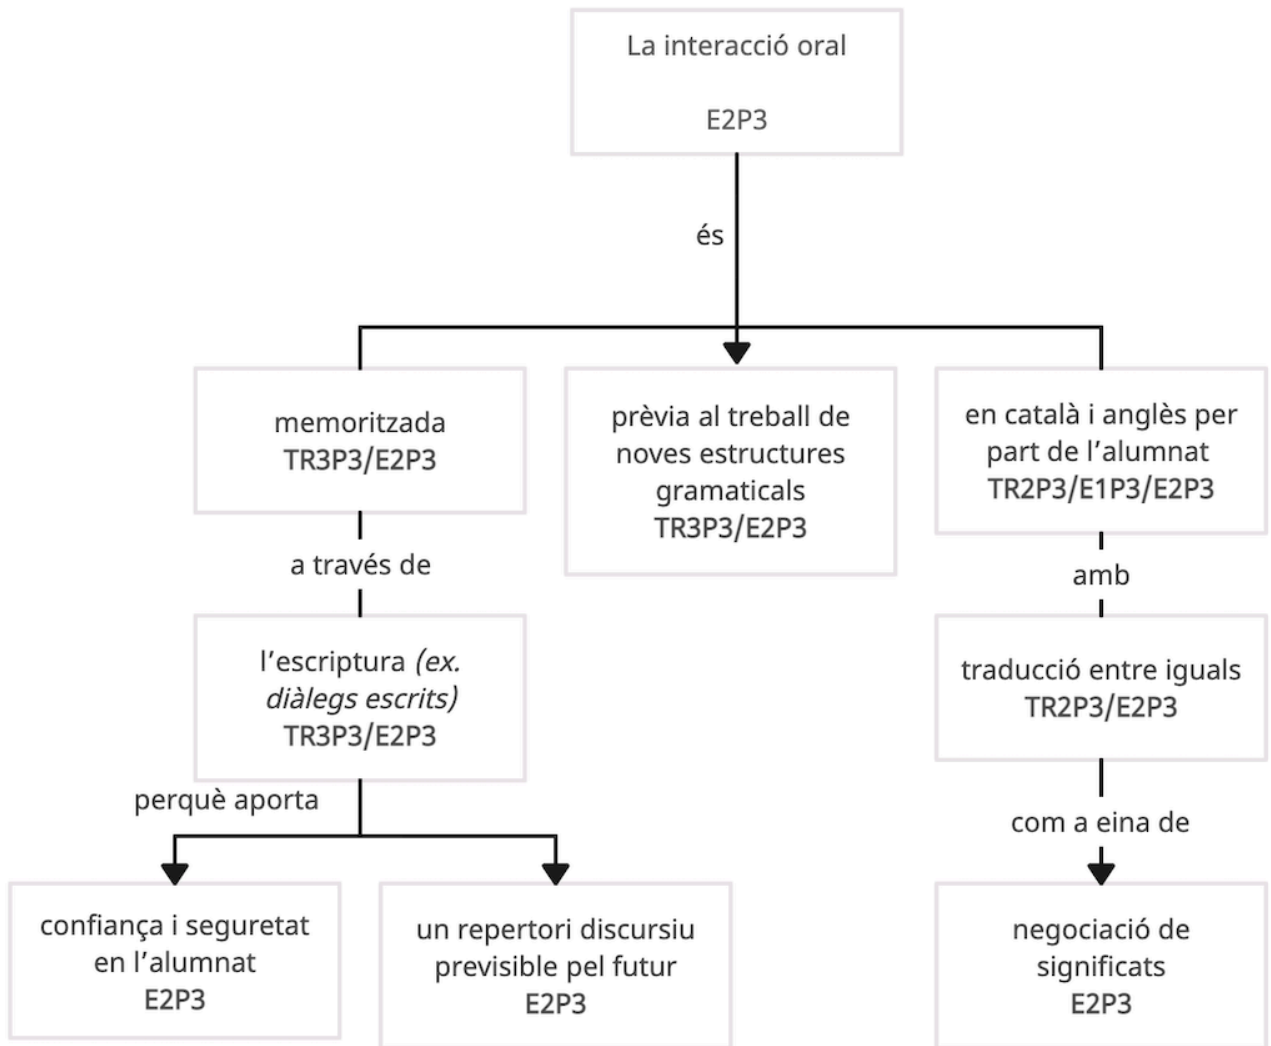 La interacció oral
E2P3
és
memoritzada
TR3P3/E2P3
prèvia al treball de
noves estructures
gramaticals
TR3P3/E2P3
en català i anglès per
part de l'alumnat
TR2P3/E1P3/E2P3
a través de
amb
l'escriptura (ex.
diàlegs escrits)
TR3P3/E2P3
traducció entre iguals
TR2P3/E2P3
perquè aporta
com a eina de
confiança i seguretat
en l'alumnat
E2P3
un repertori discursiu
previsible pel futur
E2P3
negociació de
significats
E2P3